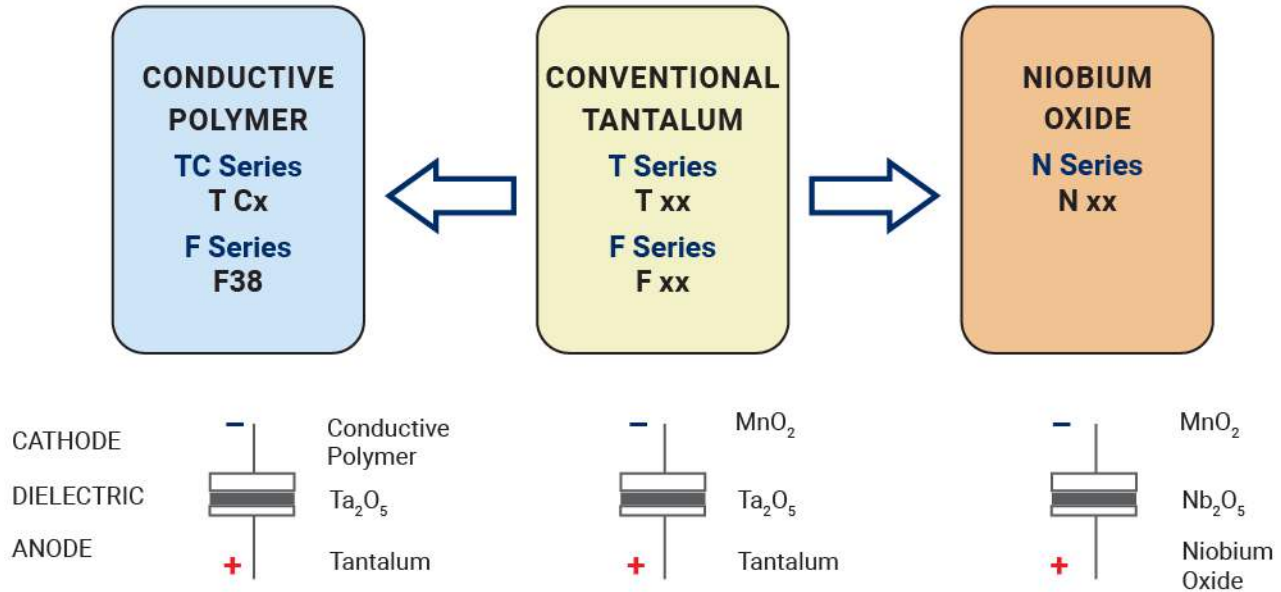 CONDUCTIVE
POLYMER
TC Series
T Cx
F Series
F38
CONVENTIONAL
TANTALUM
T Series
T xx
F Series
F xx
NIOBIUM
OXIDE
N Series
N xx
CATHODE
DIELECTRIC
ANODE
−
Conductive
Polymer
Ta₂O₅
+
Tantalum
−
MnO₂
Ta₂O₅
+
Tantalum
−
MnO₂
Nb₂O₅
+
Niobium
Oxide